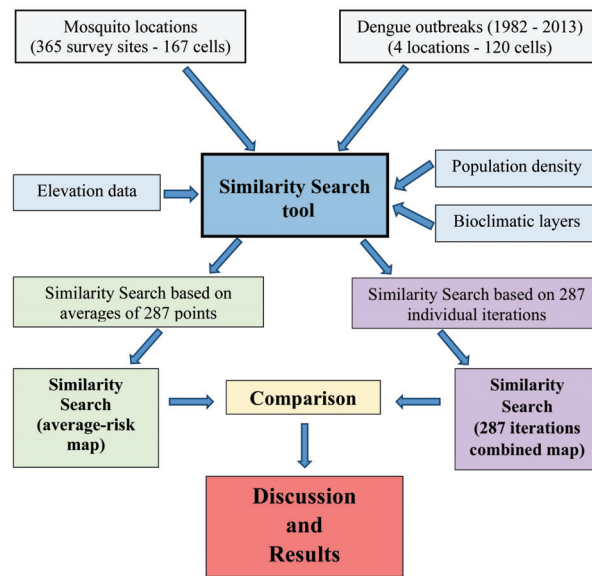 Mosquito locations
(365 survey sites - 167 cells)
Dengue outbreaks (1982 - 2013)
(4 locations - 120 cells)
Elevation data
Similarity Search
tool
Population density
Bioclimatic layers
Similarity Search based on
averages of 287 points
Similarity Search based on 287
individual iterations
Similarity
Search
(average-risk
map)
Comparison
Similarity
Search
(287 iterations
combined map)
Discussion
and
Results